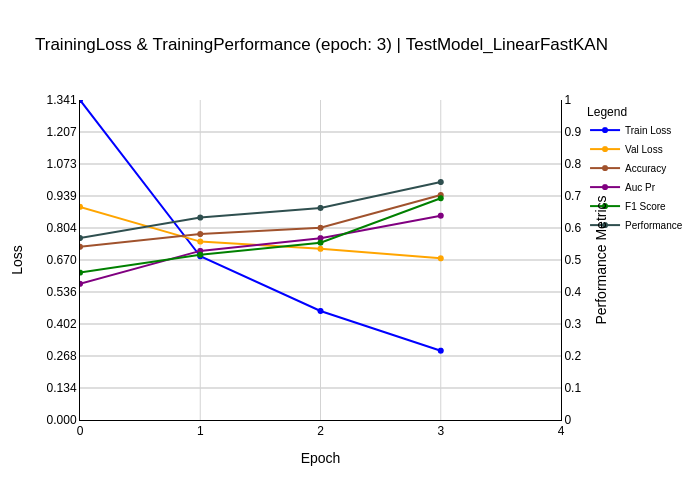 TrainingLoss & TrainingPerformance (epoch: 3) | TestModel_LinearFastKAN
1.341
1.207
1.073
0.939
0.804
0.670
0.536
0.402
0.268
0.134
0.000
Loss
0
1
2
3
4
Epoch
1
0.9
0.8
0.7
0.6
0.5
0.4
0.3
0.2
0.1
0
Performance Metrics
Legend
Train Loss
Val Loss
Accuracy
Auc Pr
F1 Score
Performance